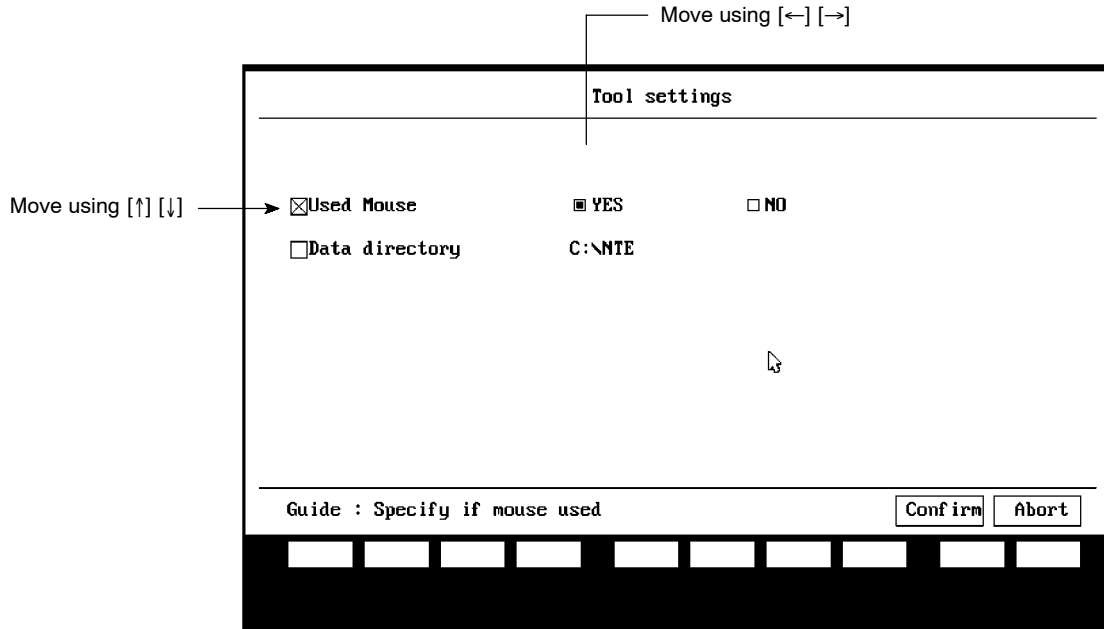 Move using [←] [→]
Tool settings
Move using [↑] [↓]
Used Mouse YES NO
Data directory C:\NTE
Guide : Specify if mouse used Confirm Abort